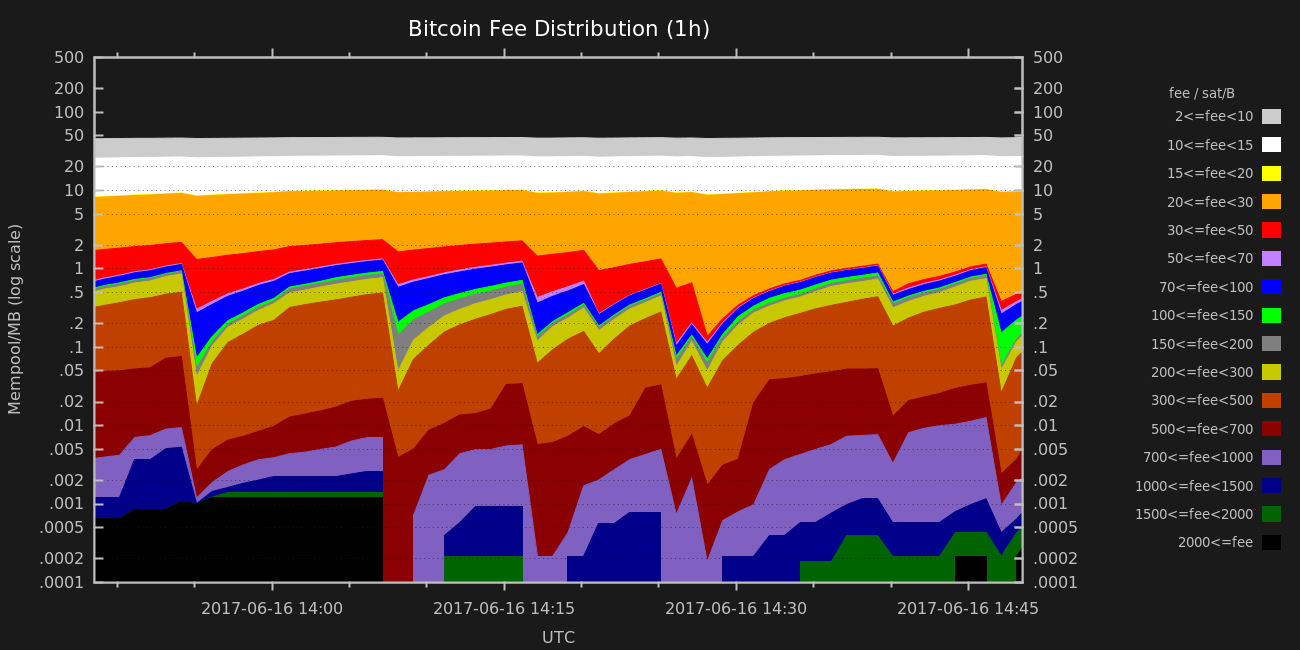 Bitcoin Fee Distribution (1h)
500
200
100
50
20
10
5
2
1
.5
.2
.1
.05
.02
.01
.005
.002
.001
.0005
.0002
.0001
Mempool/MB (log scale)
500
200
100
50
20
10
5
2
1
.5
.2
.1
.05
.02
.01
.005
.002
.001
.0005
.0002
.0001
2017-06-16 14:00
2017-06-16 14:15
2017-06-16 14:30
2017-06-16 14:45
UTC
fee / sat/B
2<=fee<10
10<=fee<15
15<=fee<20
20<=fee<30
30<=fee<50
50<=fee<70
70<=fee<100
100<=fee<150
150<=fee<200
200<=fee<300
300<=fee<500
500<=fee<700
700<=fee<1000
1000<=fee<1500
1500<=fee<2000
2000<=fee